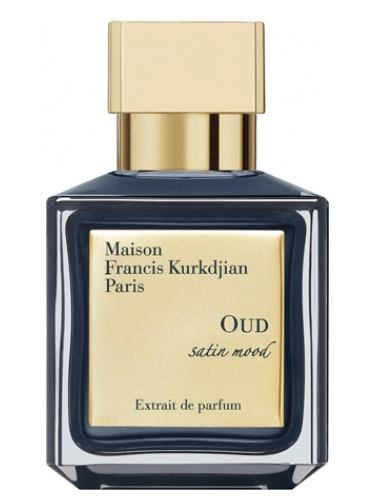 Maison
Francis Kurkdjian
Paris
OUD
satin mood
Extrait de parfum